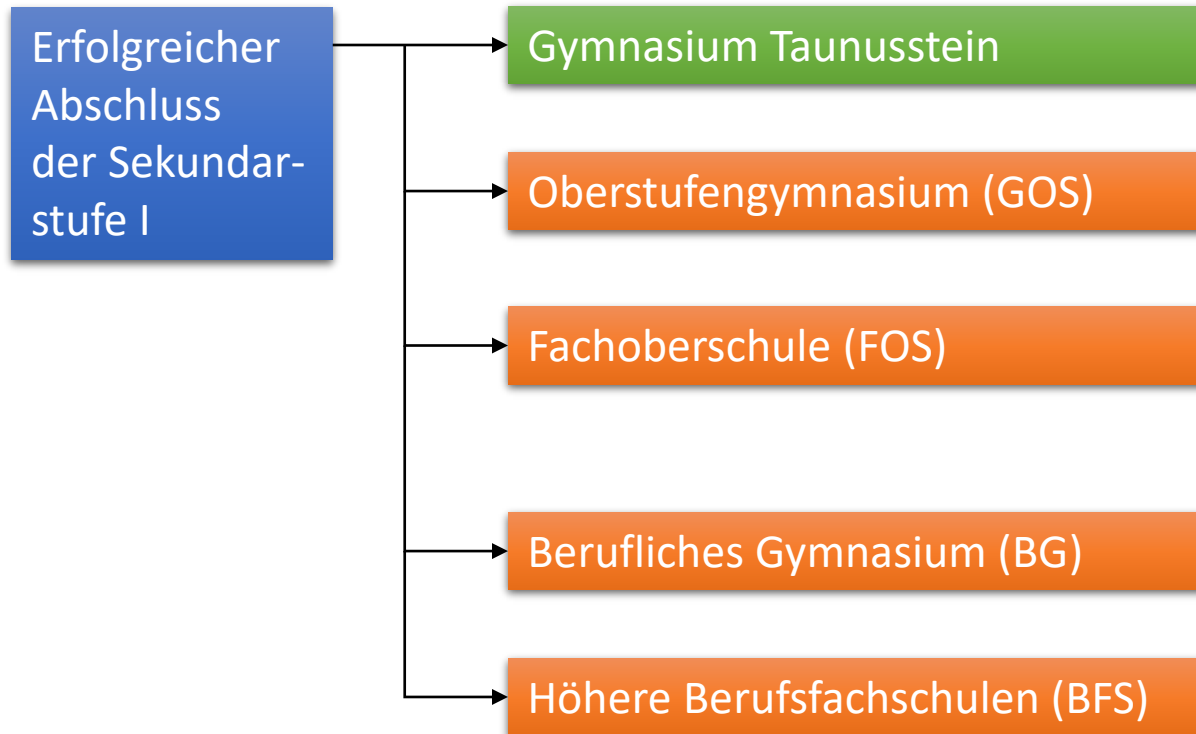 Erfolgreicher
Abschluss
der Sekundar-
stufe I
Gymnasium Taunusstein
Oberstufengymnasium (GOS)
Fachoberschule (FOS)
Berufliches Gymnasium (BG)
Höhere Berufsfachschulen (BFS)